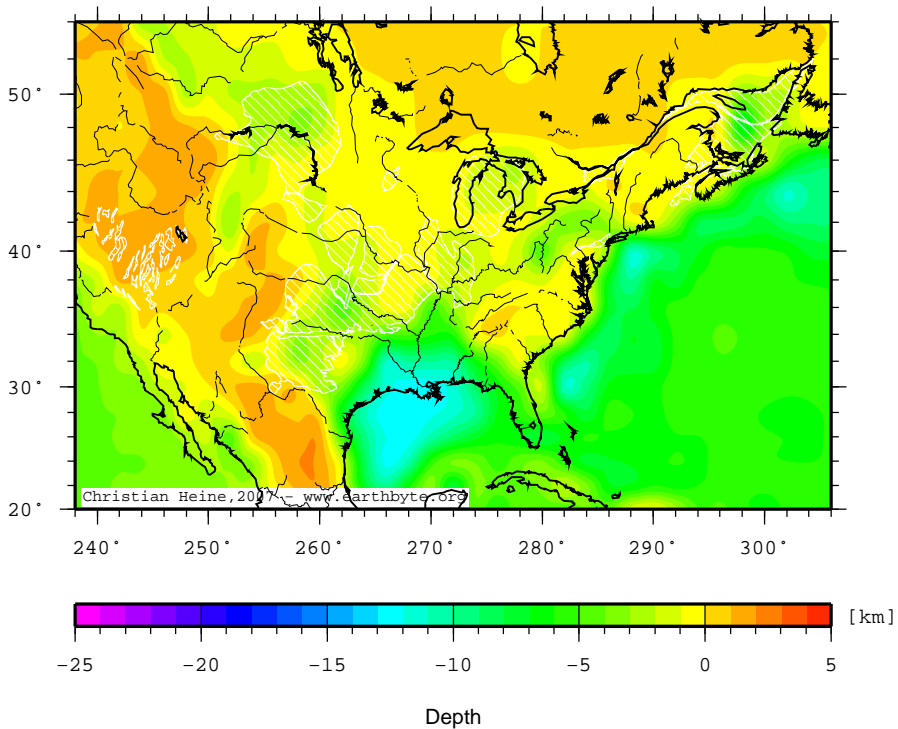 50°
40°
30°
20°
Christian Heine,2007 − www.earthbyte.org
240° 250° 260° 270° 280° 290° 300°
[km]
−25 −20 −15 −10 −5 0 5
Depth